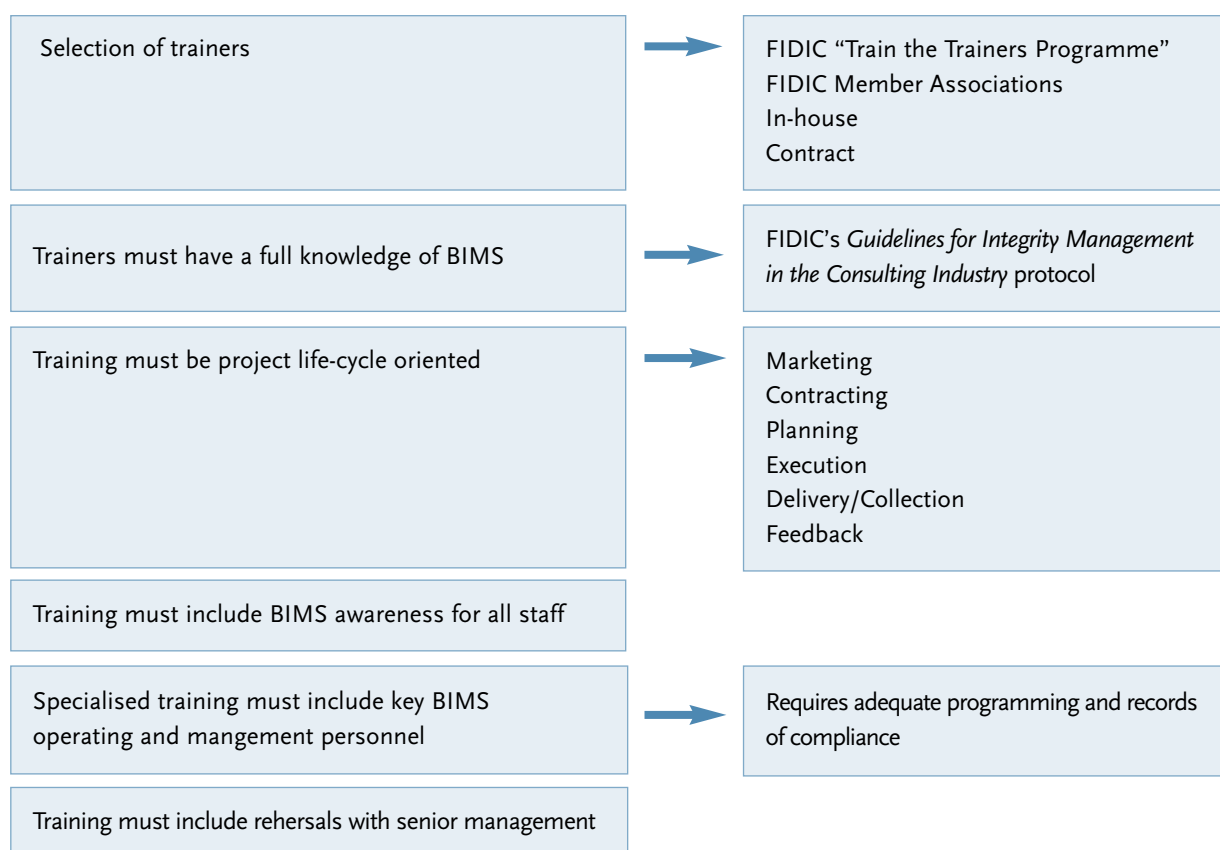 Selection of trainers
FIDIC “Train the Trainers Programme”
FIDIC Member Associations
In-house
Contract
Trainers must have a full knowledge of BIMS
FIDIC’s Guidelines for Integrity Management
in the Consulting Industry protocol
Training must be project life-cycle oriented
Marketing
Contracting
Planning
Execution
Delivery/Collection
Feedback
Training must include BIMS awareness for all staff
Specialised training must include key BIMS
operating and mangement personnel
Requires adequate programming and records
of compliance
Training must include rehersals with senior management